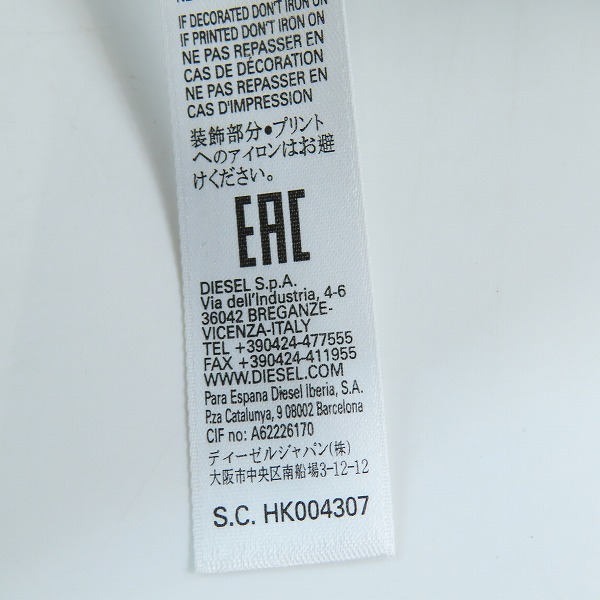 IF DECORATED DON'T IRON ON
IF PRINTED DON'T IRON ON
NE PAS REPASSER EN
CAS DE DÉCORATION
NE PAS REPASSER EN
CAS D'IMPRESSION
装飾部分•プリント
へのアイロンはお避
けください。
EAC
DIESEL S.p.A.
Via dell'Industria, 4-6
36042 BREGANZE-
VICENZA-ITALY
TEL +390424-477555
FAX +390424-411955
WWW.DIESEL.COM
Para Espana Diesel Iberia, S.A.
P.za Catalunya, 9 08002 Barcelona
CIF no: A62226170
ディーゼルジャパン(株)
大阪市中央区南船場3-12-12
S.C. HK004307